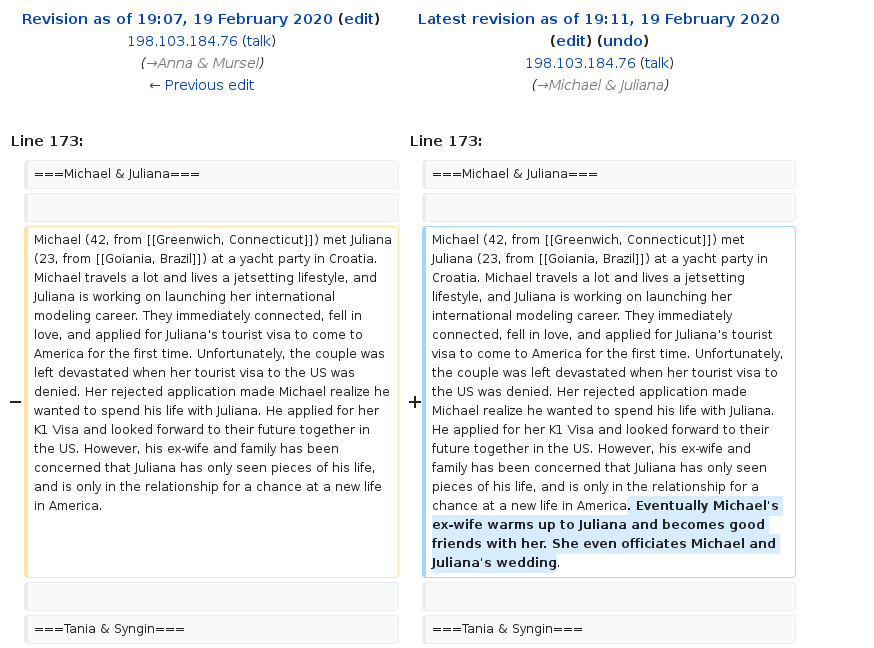 Revision as of 19:07, 19 February 2020 (edit)
198.103.184.76 (talk)
(→Anna & Mursel)
← Previous edit
Latest revision as of 19:11, 19 February 2020
(edit) (undo)
198.103.184.76 (talk)
(→Michael & Juliana)
Line 173:
===Michael & Juliana===
−
Michael (42, from [[Greenwich, Connecticut]]) met Juliana
(23, from [[Goiania, Brazil]]) at a yacht party in Croatia.
Michael travels a lot and lives a jetsetting lifestyle, and
Juliana is working on launching her international
modeling career. They immediately connected, fell in
love, and applied for Juliana's tourist visa to come to
America for the first time. Unfortunately, the couple was
left devastated when her tourist visa to the US was
denied. Her rejected application made Michael realize he
wanted to spend his life with Juliana. He applied for her
K1 Visa and looked forward to their future together in
the US. However, his ex-wife and family has been
concerned that Juliana has only seen pieces of his life,
and is only in the relationship for a chance at a new life
in America.
===Tania & Syngin===
Line 173:
===Michael & Juliana===
+
Michael (42, from [[Greenwich, Connecticut]]) met
Juliana (23, from [[Goiania, Brazil]]) at a yacht party in
Croatia. Michael travels a lot and lives a jetsetting
lifestyle, and Juliana is working on launching her
international modeling career. They immediately
connected, fell in love, and applied for Juliana's tourist
visa to come to America for the first time. Unfortunately,
the couple was left devastated when her tourist visa to
the US was denied. Her rejected application made
Michael realize he wanted to spend his life with Juliana.
He applied for her K1 Visa and looked forward to their
future together in the US. However, his ex-wife and
family has been concerned that Juliana has only seen
pieces of his life, and is only in the relationship for a
chance at a new life in America. Eventually Michael's
ex-wife warms up to Juliana and becomes good
friends with her. She even officiates Michael and
Juliana's wedding.
===Tania & Syngin===